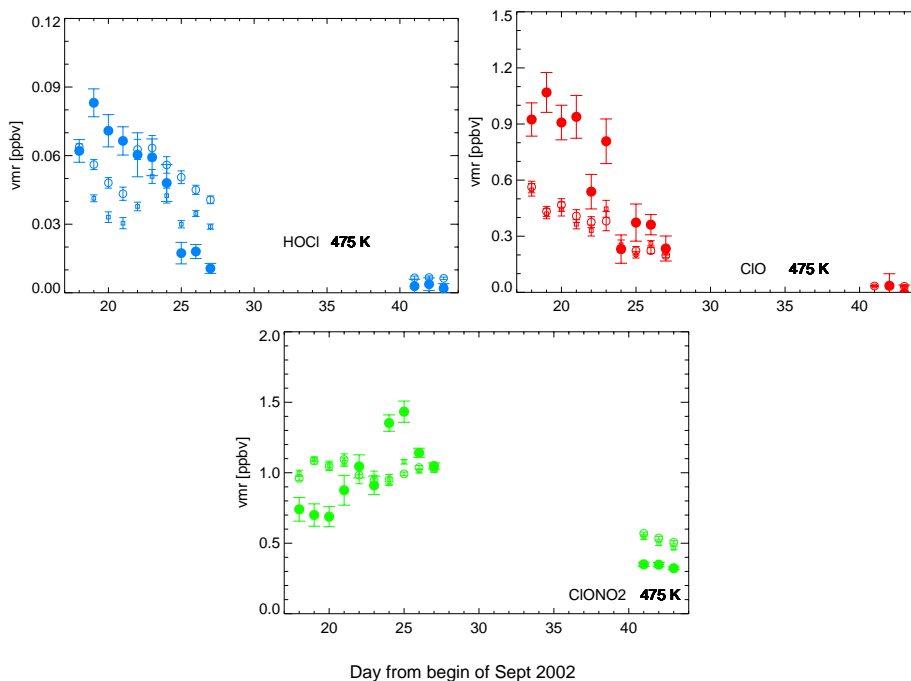 0.12
0.09
0.06
0.03
0.00
vmr [ppbv]
HOCl 475 K
20 25 30 35 40
1.5
1.2
0.9
0.6
0.3
0.0
vmr [ppbv]
ClO 475 K
20 25 30 35 40
2.0
1.5
1.0
0.5
0.0
vmr [ppbv]
ClONO2 475 K
20 25 30 35 40
Day from begin of Sept 2002